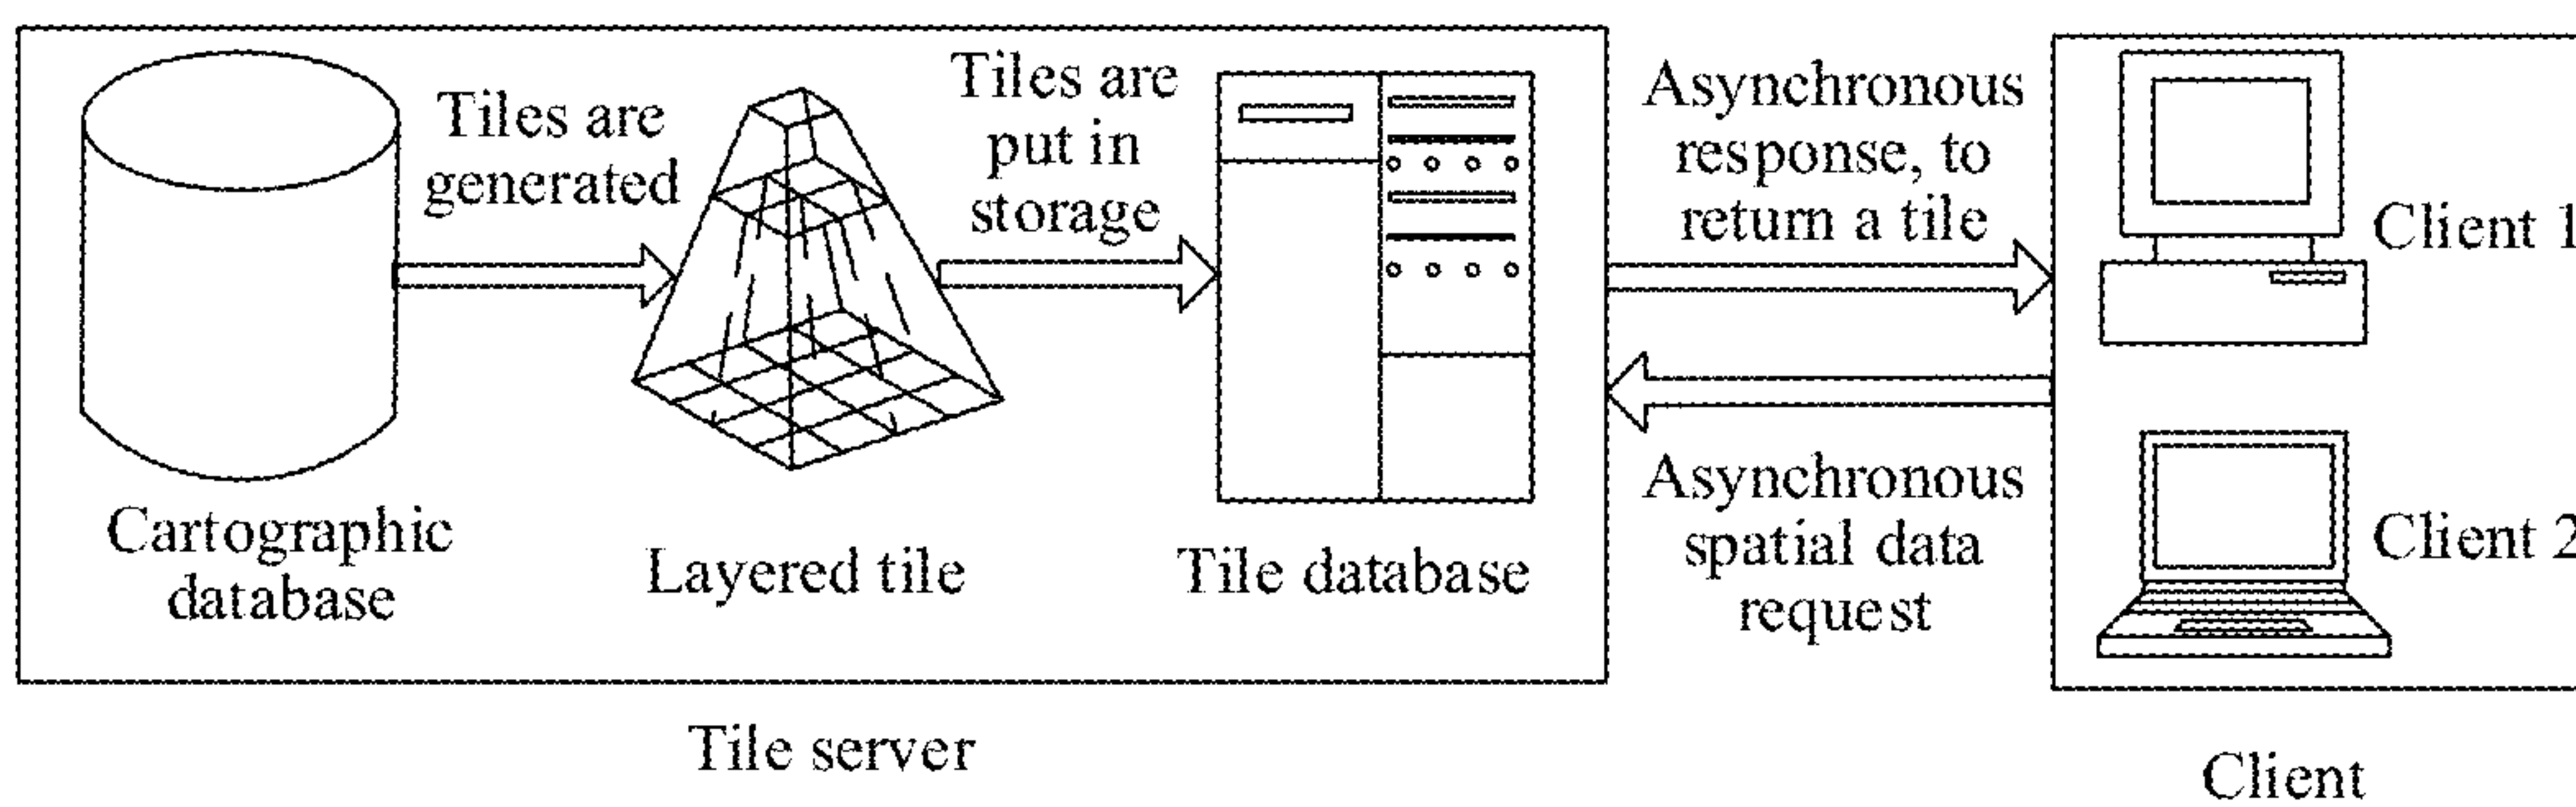 Tiles are
generated
Tiles are
put in
storage
Asynchronous
response, to
return a tile
Client 1
Cartographic
database
Layered tile
Tile database
Asynchronous
spatial data
request
Client 2
Tile server
Client